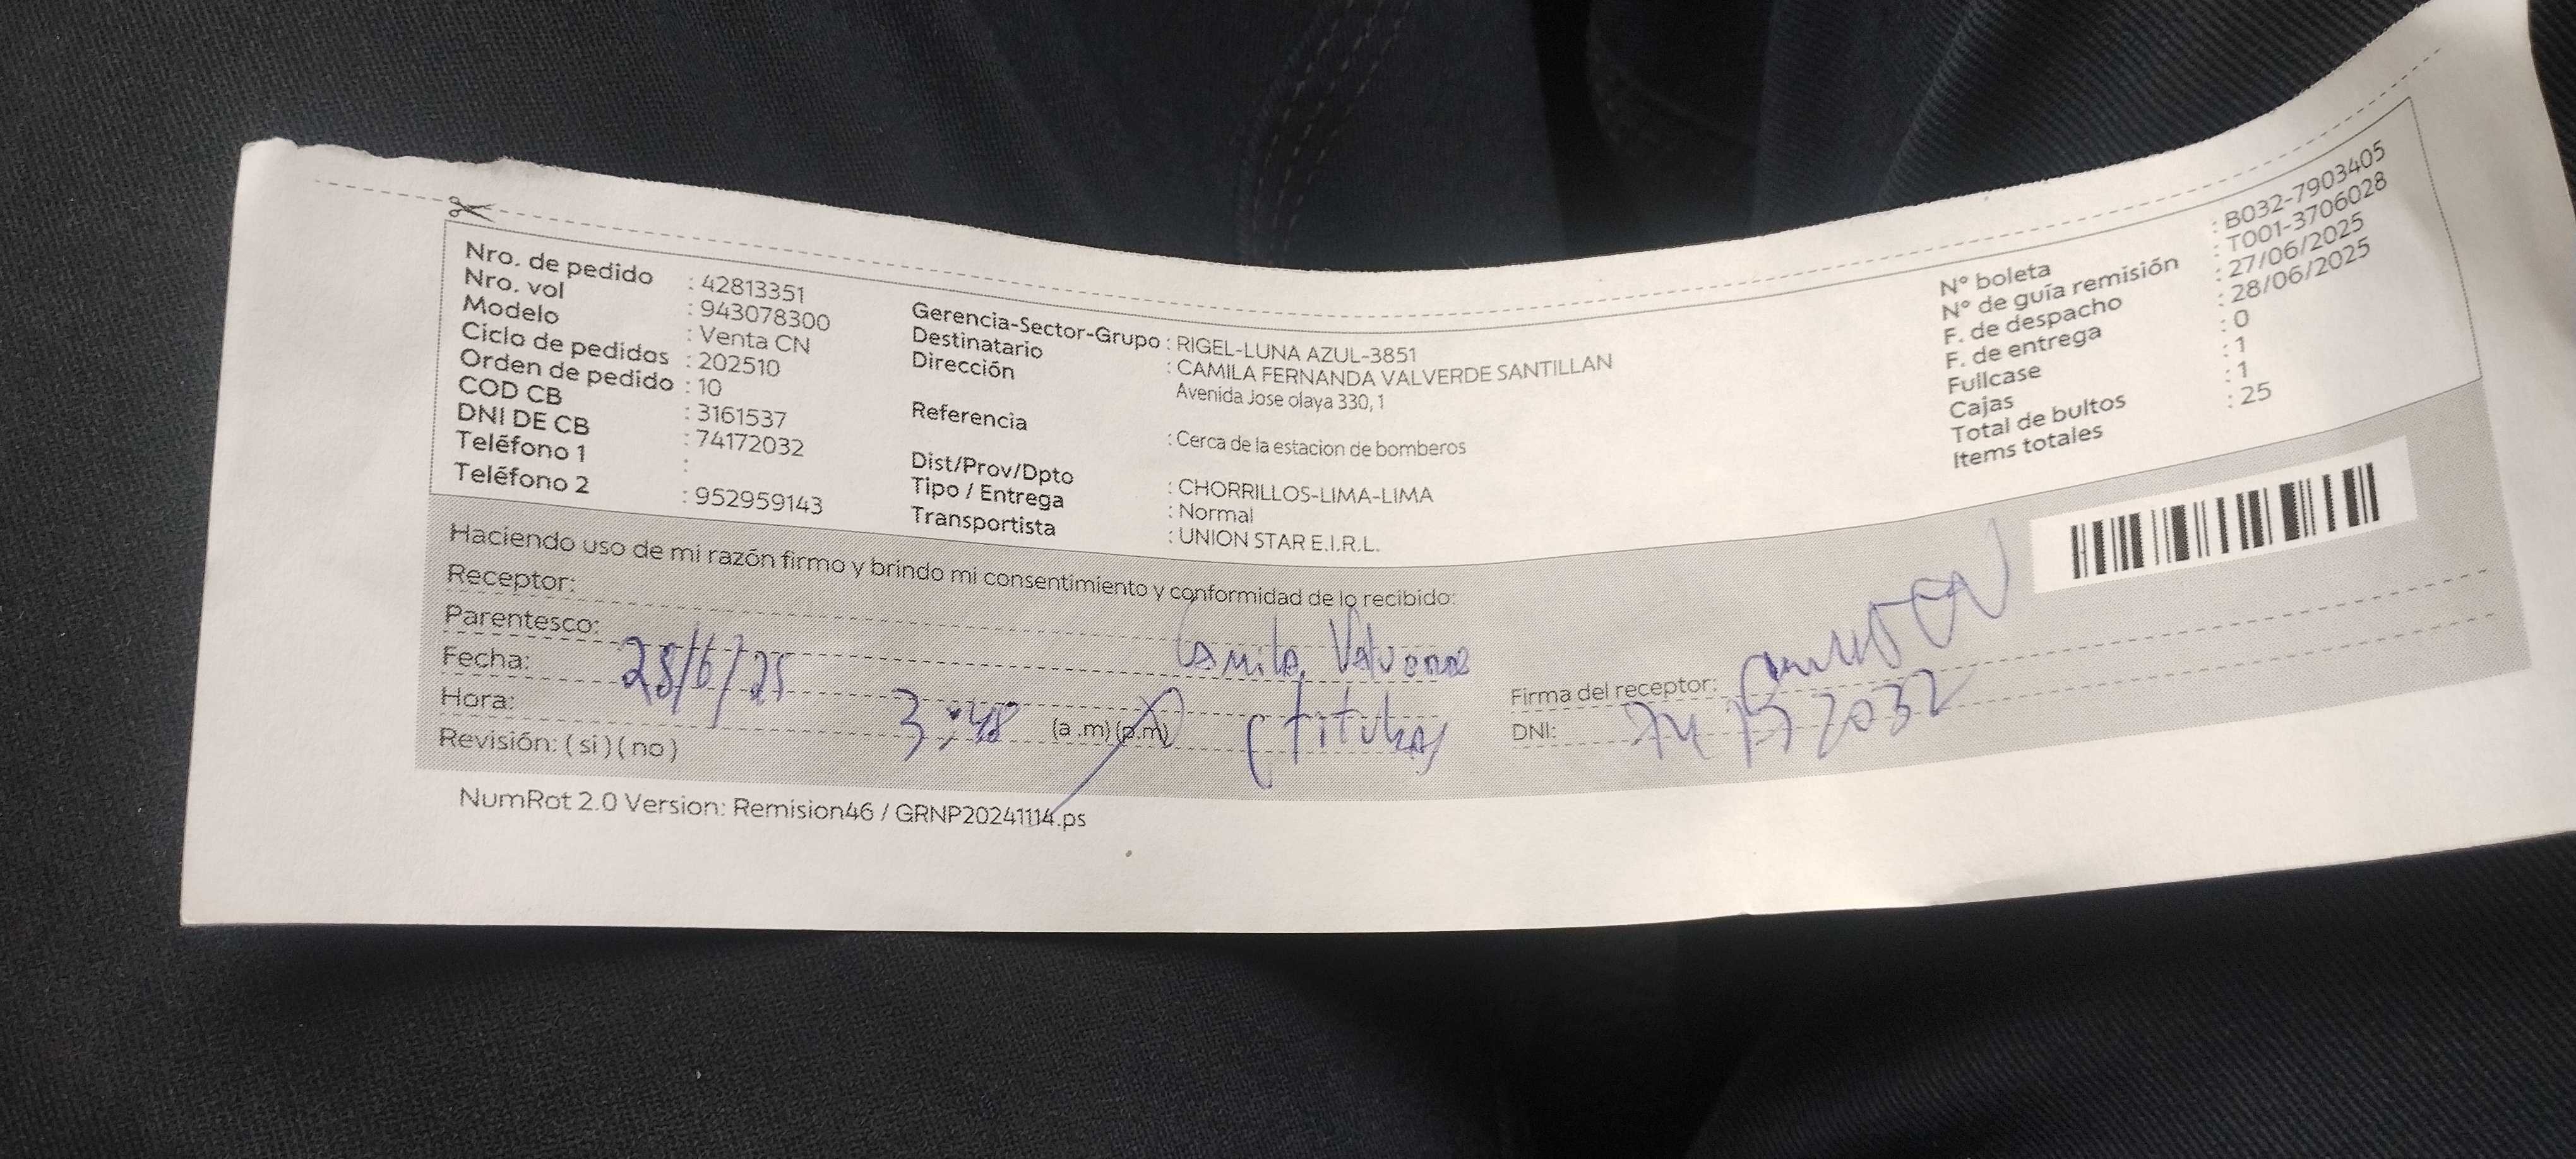 Nro. de pedido : 42813351
Nro. vol : 943078300
Modelo : Venta CN
Ciclo de pedidos : 202510
Orden de pedido : 10
COD CB : 3161537
DNI DE CB : 74172032
Teléfono 1 :
Teléfono 2 : 952959143
Gerencia-Sector-Grupo : RIGEL-LUNA AZUL-3851
Destinatario : CAMILA FERNANDA VALVERDE SANTILLAN
Dirección Avenida Jose olaya 330, 1
Referencia : Cerca de la estacion de bomberos
Dist/Prov/Dpto : CHORRILLOS-LIMA-LIMA
Tipo / Entrega : Normal
Transportista : UNION STAR E.I.R.L.
N° boleta : B032-7903405
N° de guía remisión : T001-3706028
F. de despacho : 27/06/2025
F. de entrega : 28/06/2025
Fullcase : 0
Cajas : 1
Total de bultos : 1
Items totales : 25
Haciendo uso de mi razón firmo y brindo mi consentimiento y conformidad de lo recibido:
Receptor: Camila Valverde
Parentesco: (titular)
Fecha: 28/6/25
Hora: 3:48 (a.m)(p.m)
Revisión: (si)(no)
Firma del receptor:
DNI: 74172032
NumRot 2.0 Version: Remision46 / GRNP20241114.ps